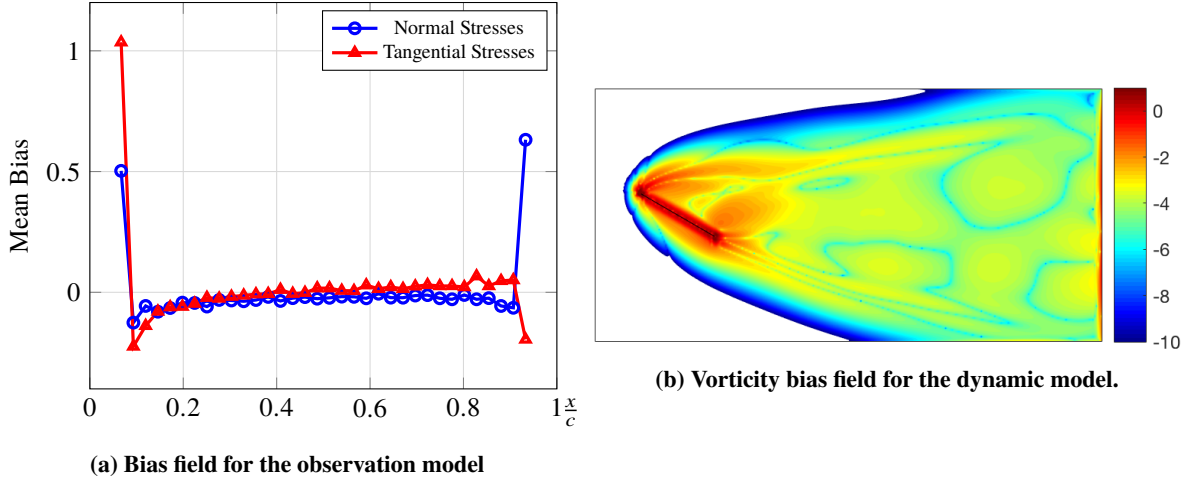 Normal Stresses
Tangential Stresses
Mean Bias
1
0.5
0
0 0.2 0.4 0.6 0.8 1 x/c
(a) Bias field for the observation model
0
-2
-4
-6
-8
-10
(b) Vorticity bias field for the dynamic model.